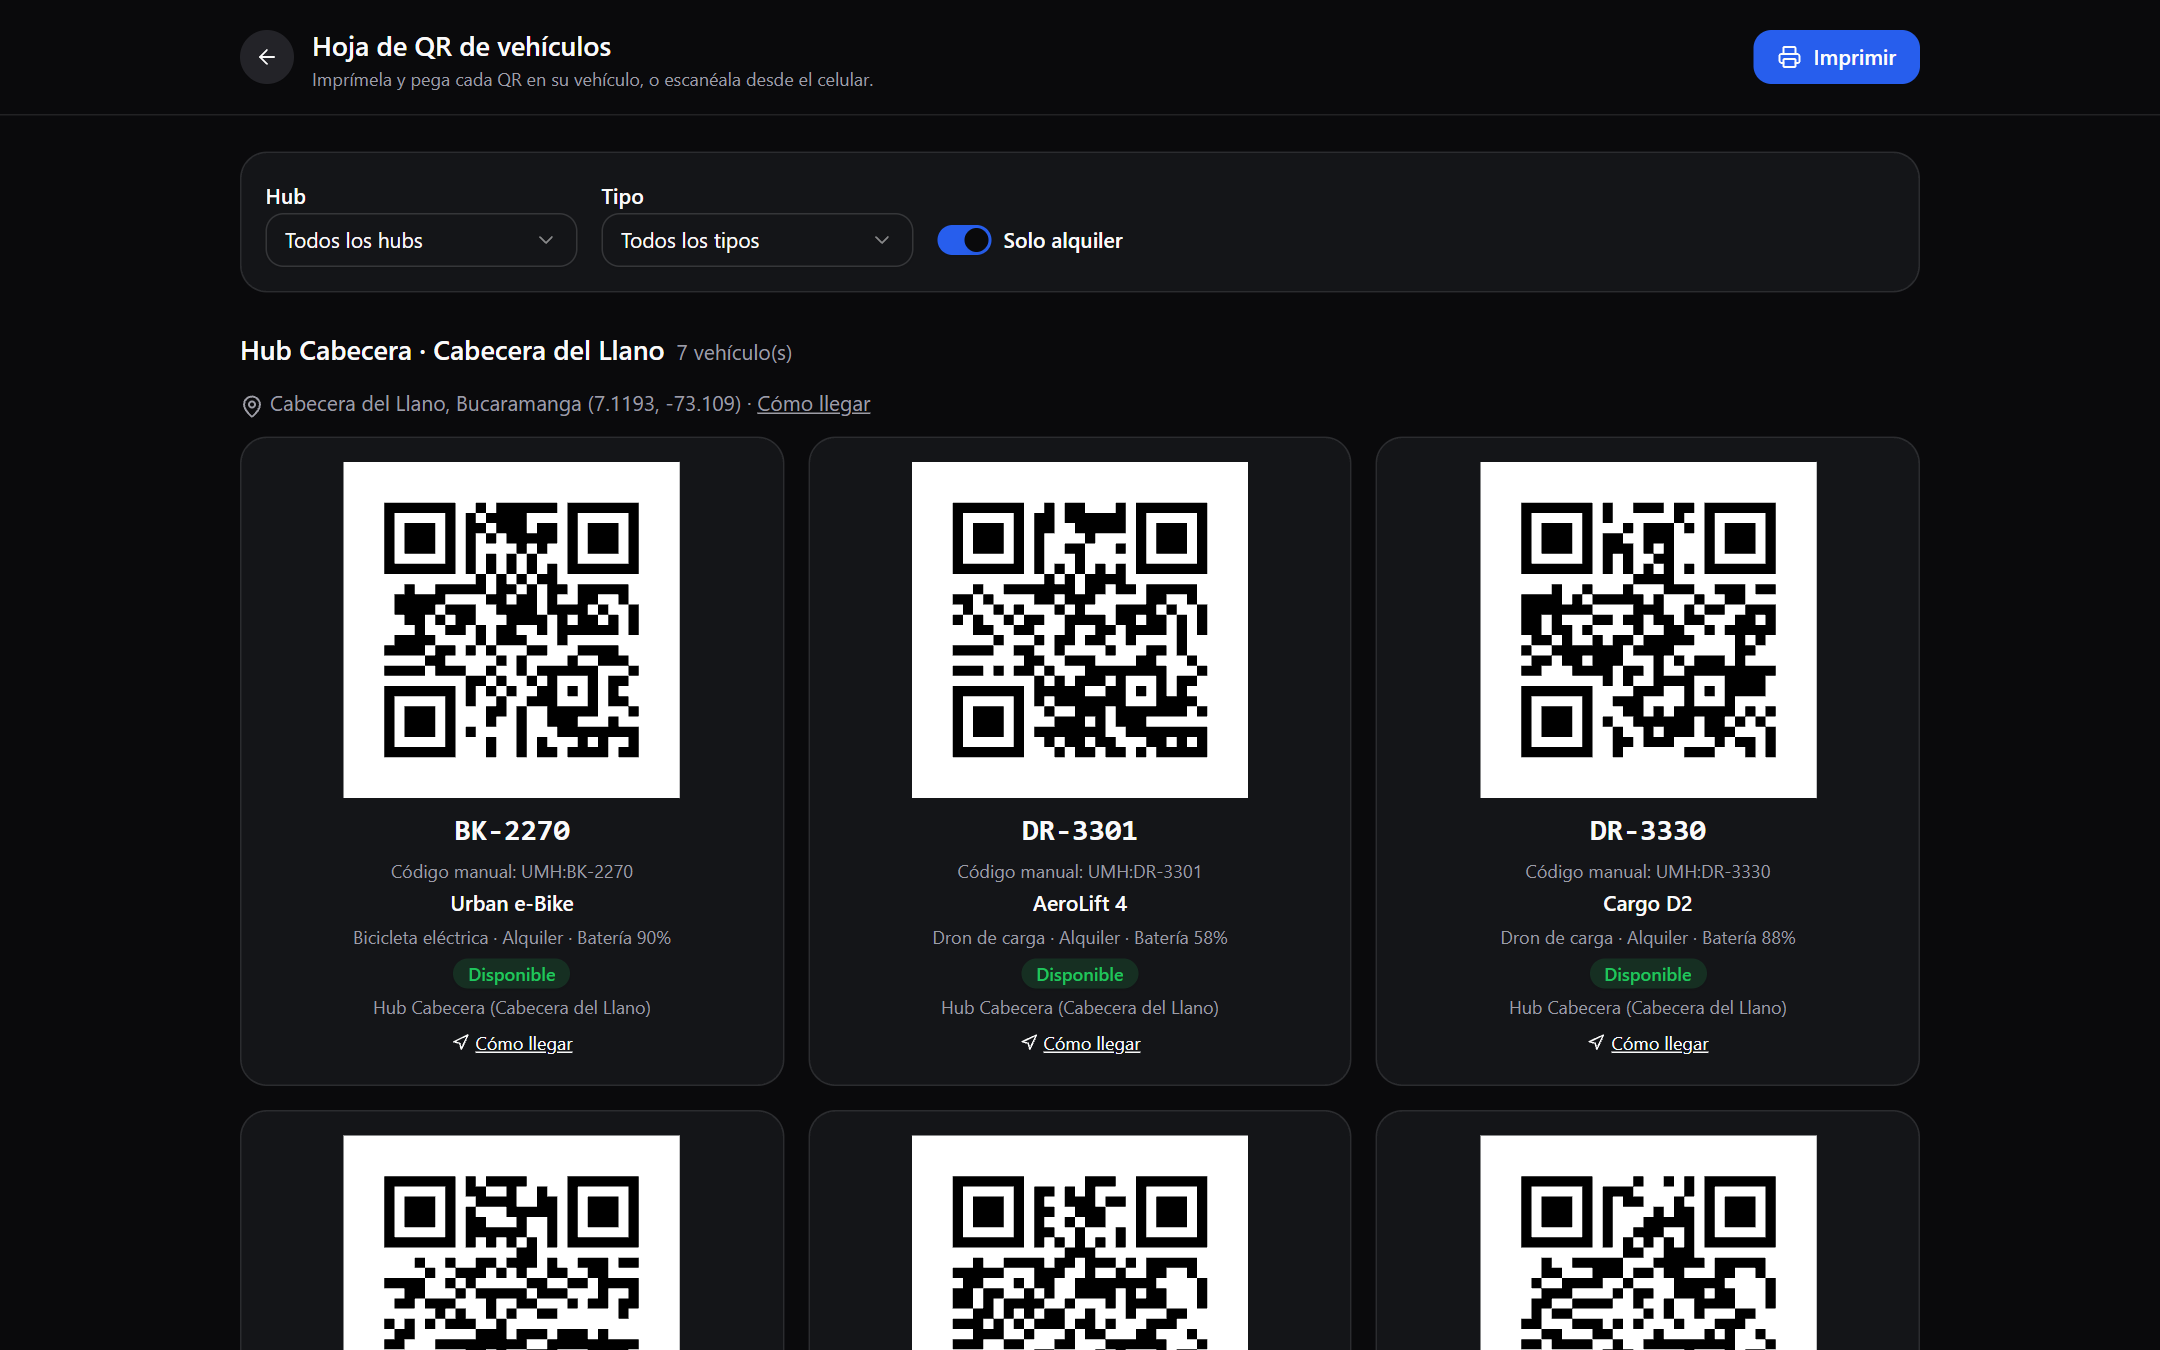 Hoja de QR de vehículos
Imprímela y pega cada QR en su vehículo, o escanéala desde el celular.
Imprimir
Hub
Tipo
Todos los hubs
Todos los tipos
Solo alquiler
Hub Cabecera · Cabecera del Llano 7 vehículo(s)
Cabecera del Llano, Bucaramanga (7.1193, -73.109) · Cómo llegar
BK-2270
Código manual: UMH:BK-2270
Urban e-Bike
Bicicleta eléctrica · Alquiler · Batería 90%
Disponible
Hub Cabecera (Cabecera del Llano)
Cómo llegar
DR-3301
Código manual: UMH:DR-3301
AeroLift 4
Dron de carga · Alquiler · Batería 58%
Disponible
Hub Cabecera (Cabecera del Llano)
Cómo llegar
DR-3330
Código manual: UMH:DR-3330
Cargo D2
Dron de carga · Alquiler · Batería 88%
Disponible
Hub Cabecera (Cabecera del Llano)
Cómo llegar